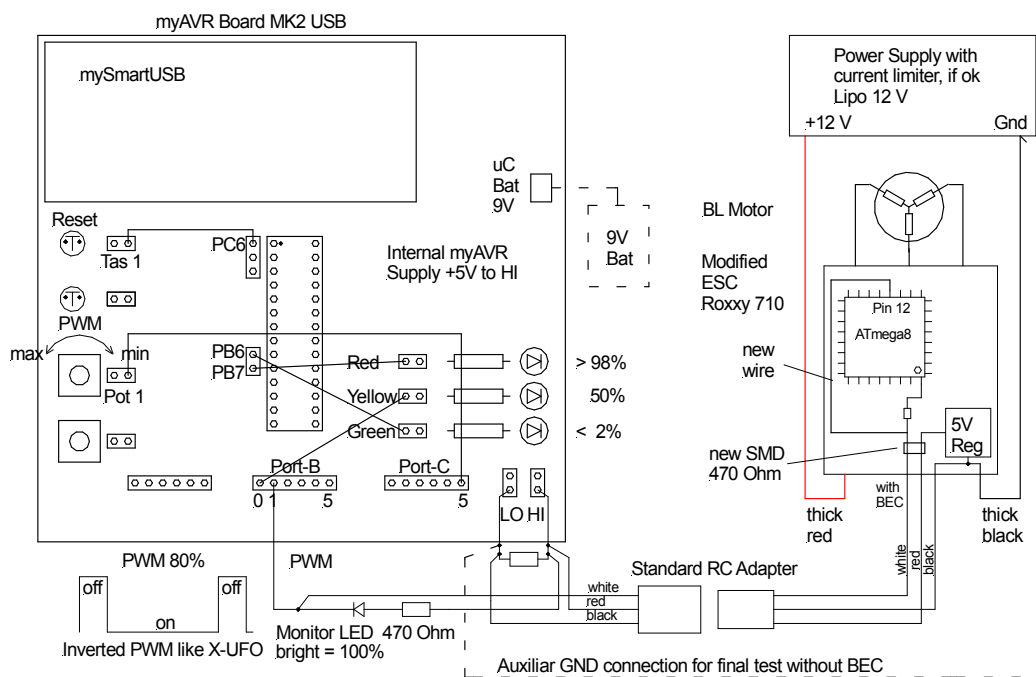 myAVR Board MK2 USB
mySmartUSB
Power Supply with
current limiter, if ok
Lipo 12 V
+12 V
Gnd
uC
Bat
9V
9V
Bat
BL Motor
Reset
Tas 1
PC6
Internal myAVR
Supply +5V to HI
Modified
ESC
Roxxy 710
Pin 12
ATmega8
PWM
max
min
Pot 1
PB6
PB7
Red
> 98%
Yellow
50%
Green
< 2%
new
wire
5V
Reg
new SMD
470 Ohm
Port-B
0 1
5
Port-C
5
LO HI
with
BEC
thick
red
thick
black
white
red
black
PWM 80%
off
on
off
Inverted PWM like X-UFO
PWM
Monitor LED 470 Ohm
bright = 100%
Standard RC Adapter
white
red
black
Auxiliar GND connection for final test without BEC